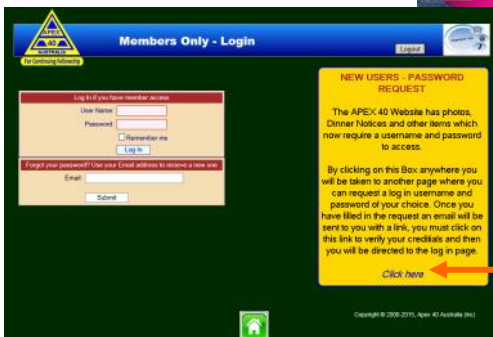 APEX
40
AUSTRALIA
For Continuing Fellowship
Members Only - Login
Logout
Log In if you have member access
User Name:
Password:
Remember me
Log In
Forgot your password? Use your Email address to recieve a new one
Email:
Submit
NEW USERS - PASSWORD
REQUEST
The APEX 40 Website has photos,
Dinner Notices and other items which
now require a username and password
to access.
By clicking on this Box anywhere you
will be taken to another page where you
can request a log in username and
password of your choice. Once you
have filled in the request an email will be
sent to you with a link, you must click on
this link to verify your creditials and then
you will be directed to the log in page.
Click here
Copyright © 2000-2015, Apex 40 Australia (Inc)